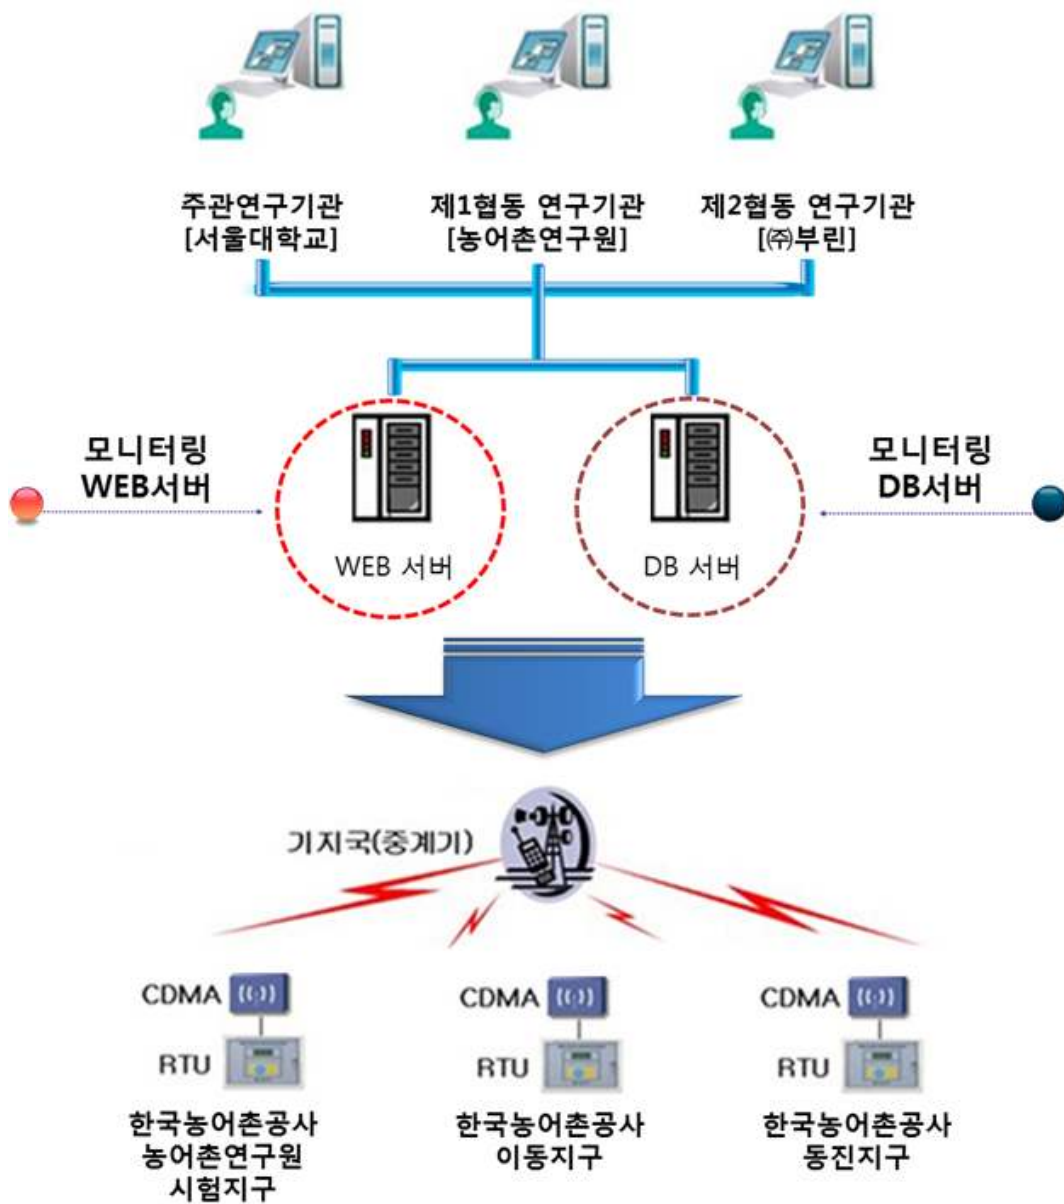 주관연구기관
[서울대학교]
제1협동 연구기관
[농어촌연구원]
제2협동 연구기관
[㈜부린]
모니터링
WEB서버
모니터링
DB서버
WEB 서버
DB 서버
기지국(중계기)
CDMA
CDMA
CDMA
RTU
RTU
RTU
한국농어촌공사
농어촌연구원
시험지구
한국농어촌공사
이동지구
한국농어촌공사
동진지구